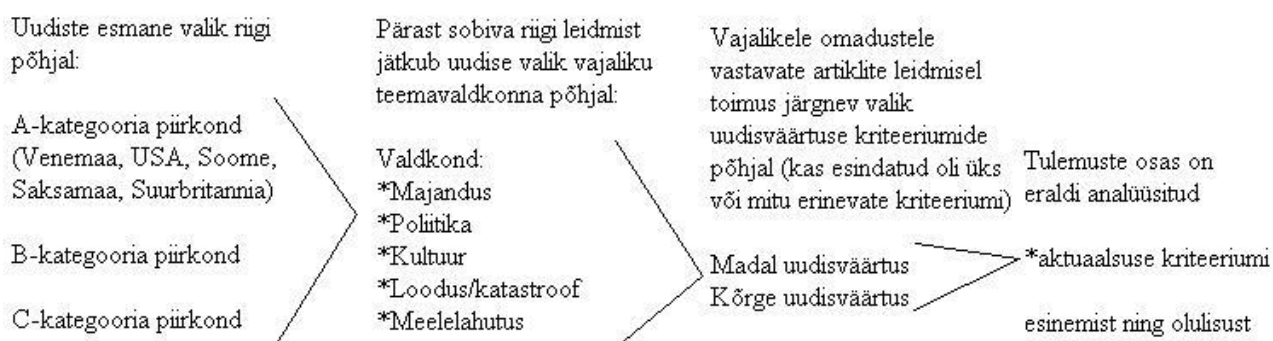 Uudiste esmane valik riigi
põhjal:
A-kategooria piirkond
(Venemaa, USA, Soome,
Saksamaa, Suurbritannia)
B-kategooria piirkond
C-kategooria piirkond
Pärast sobiva riigi leidmist
jätkub uudise valik vajaliku
teemavaldkonna põhjal:
Valdkond:
*Majandus
*Poliitika
*Kultuur
*Loodus/katastroof
*Meelelahutus
Vajalikele omadustele
vastavate artiklite leidmisel
toimus järgnev valik
uudisväärtuse kriteeriumide
põhjal (kas esindatud oli üks
või mitu erinevate kriteeriumi)
Madal uudisväärtus
Kõrge uudisväärtus
Tulemuste osas on
eraldi analüüsitud
*aktuaalsuse kriteeriumi
esinemist ning olulisust